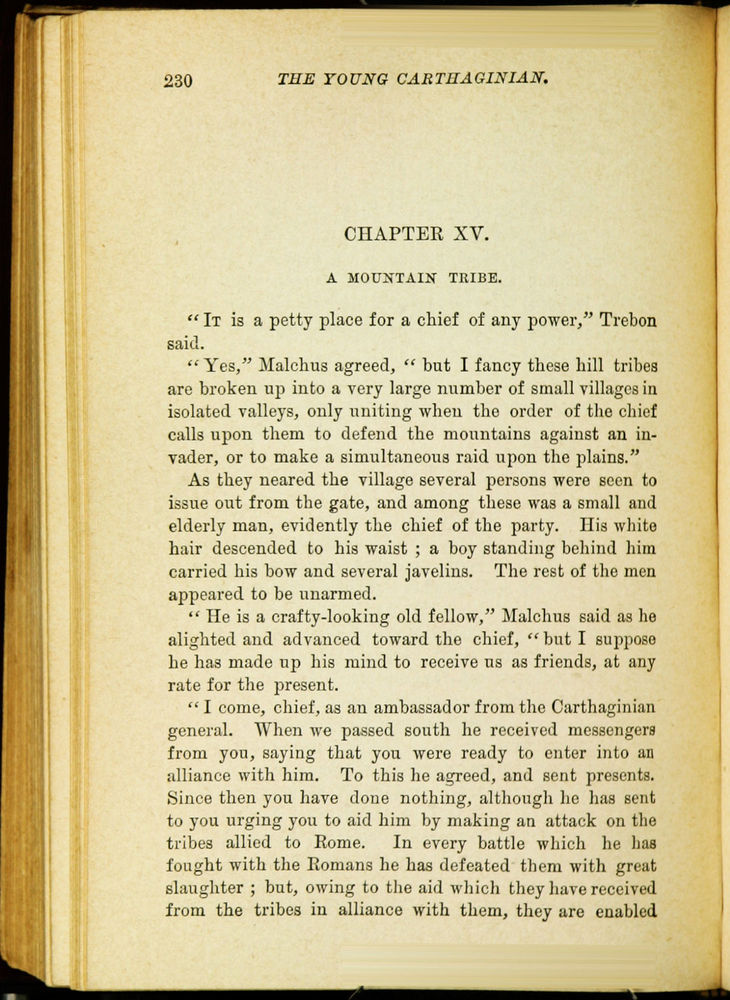 230 THE YOUNG CARTHAGINIAN.
CHAPTER XV.
A MOUNTAIN TRIBE.
“IT is a petty place for a chief of any power,” Trebon
said.
“Yes,” Malchus agreed, “ but I fancy these hill tribes
are broken up into a very large number of small villages in
isolated valleys, only uniting when the order of the chief
calls upon them to defend the mountains against an in-
vader, or to make a simultaneous raid upon the plains.”
As they neared the village several persons were seen to
issue out from the gate, and among these was a small and
elderly man, evidently the chief of the party. His white
hair descended to his waist ; a boy standing behind him
carried his bow and several javelins. The rest of the men
appeared to be unarmed.
“ He is a crafty-looking old fellow,” Malchus said as he
alighted and advanced toward the chief, “but I suppose
he has made up his mind to receive us as friends, at any
rate for the present.
“I come, chief, as an ambassador from the Carthaginian
general. When we passed south he received messengers
from you, saying that you were ready to enter into an
alliance with him. To this he agreed, and sent presents.
Since then you have done nothing, although he has sent
to you urging you to aid him by making an attack on the
tribes allied to Rome. In every battle which he has
fought with the Romans he has defeated them with great
slaughter ; but, owing to the aid which they have received
from the tribes in alliance with them, they are enabled